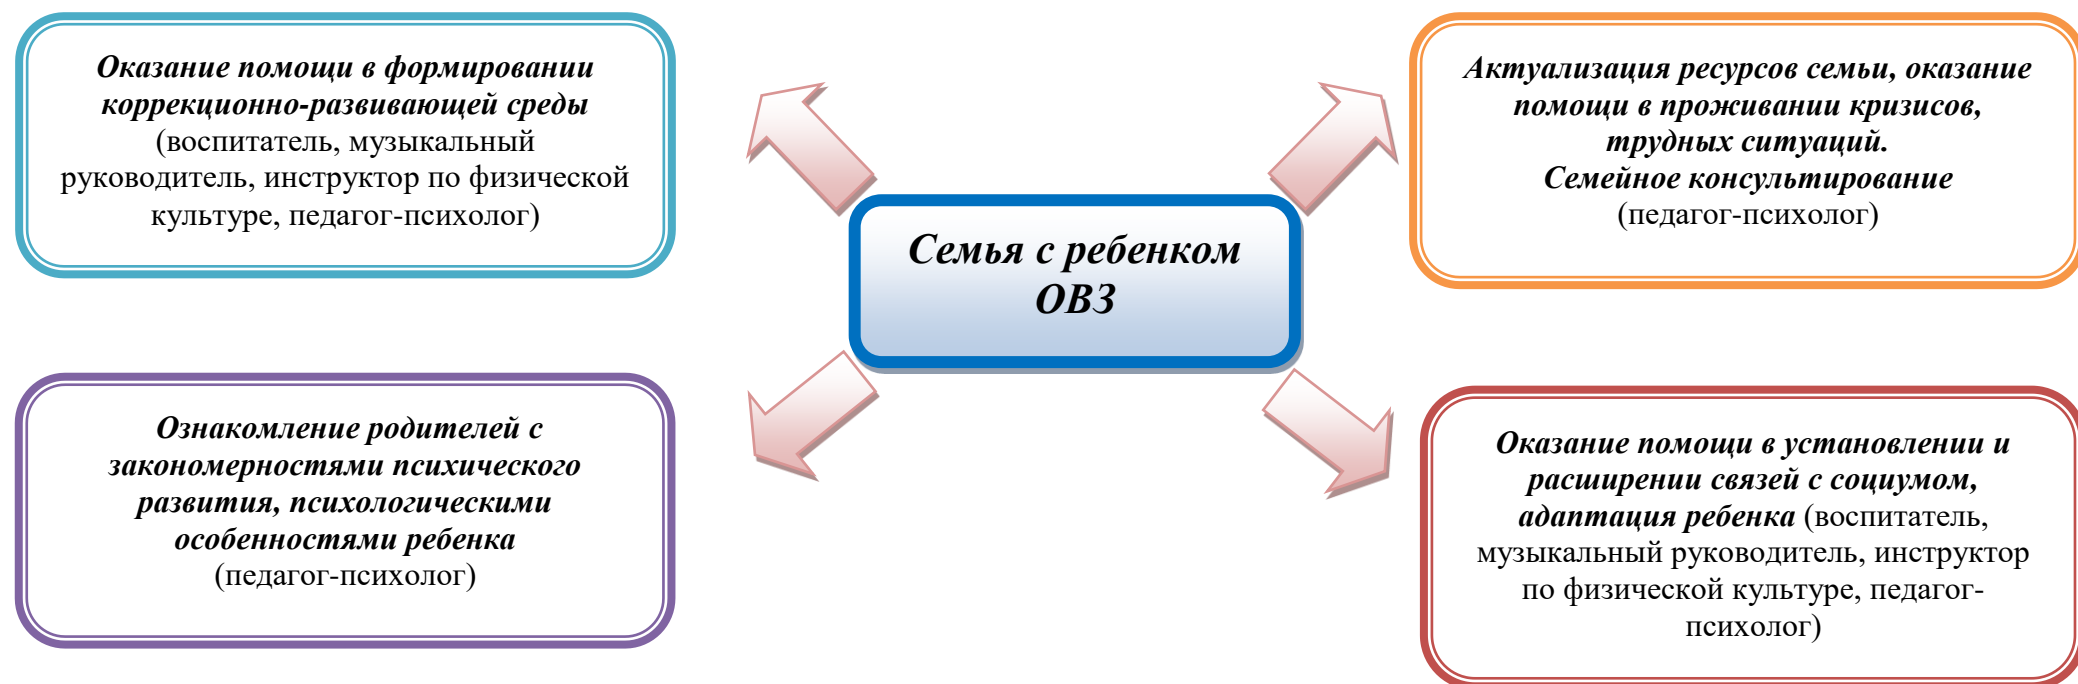 Оказание помощи в формировании
коррекционно-развивающей среды
(воспитатель, музыкальный
руководитель, инструктор по физической
культуре, педагог-психолог)
Актуализация ресурсов семьи, оказание
помощи в проживании кризисов,
трудных ситуаций.
Семейное консультирование
(педагог-психолог)
Семья с ребенком
ОВЗ
Ознакомление родителей с
закономерностями психического
развития, психологическими
особенностями ребенка
(педагог-психолог)
Оказание помощи в установлении и
расширении связей с социумом,
адаптация ребенка (воспитатель,
музыкальный руководитель, инструктор
по физической культуре, педагог-
психолог)